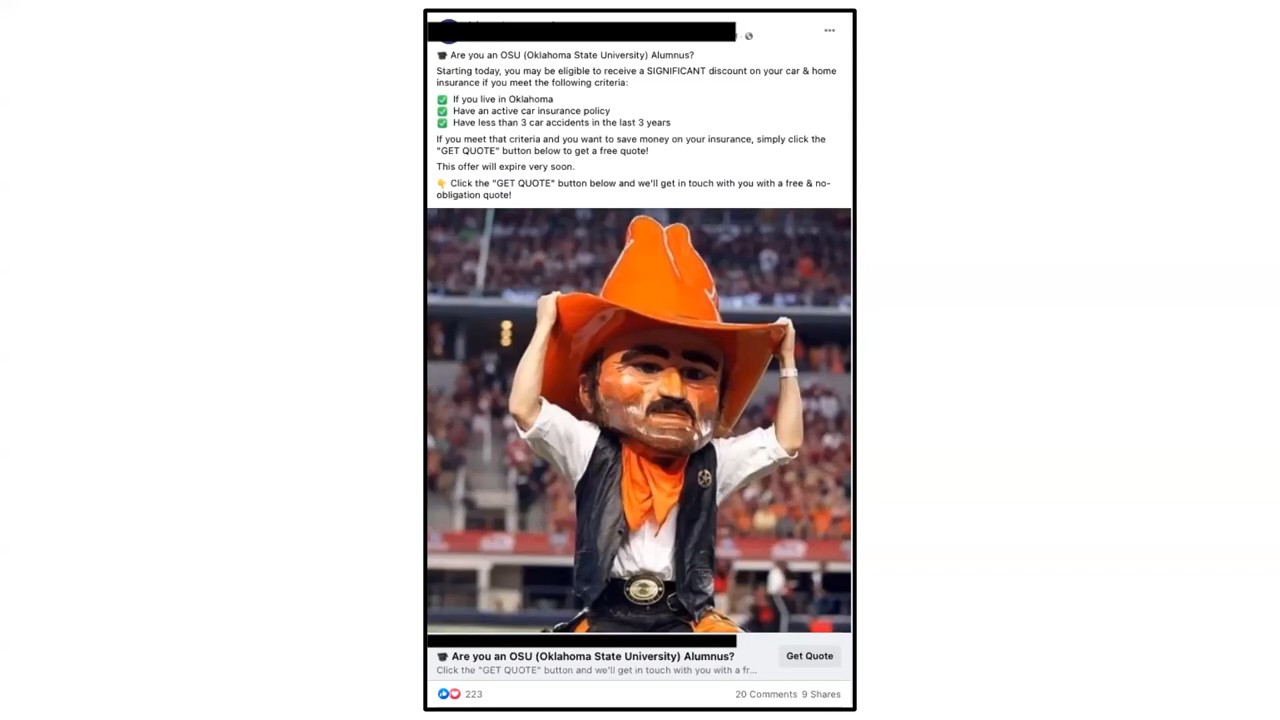 🎓 Are you an OSU (Oklahoma State University) Alumnus?
Starting today, you may be eligible to receive a SIGNIFICANT discount on your car & home
insurance if you meet the following criteria:
✅ If you live in Oklahoma
✅ Have an active car insurance policy
✅ Have less than 3 car accidents in the last 3 years
If you meet that criteria and you want to save money on your insurance, simply click the
"GET QUOTE" button below to get a free quote!
This offer will expire very soon.
👇 Click the "GET QUOTE" button below and we'll get in touch with you with a free & no-
obligation quote!
🎓 Are you an OSU (Oklahoma State University) Alumnus?
Click the "GET QUOTE" button and we'll get in touch with you with a fr...
Get Quote
223
20 Comments 9 Shares